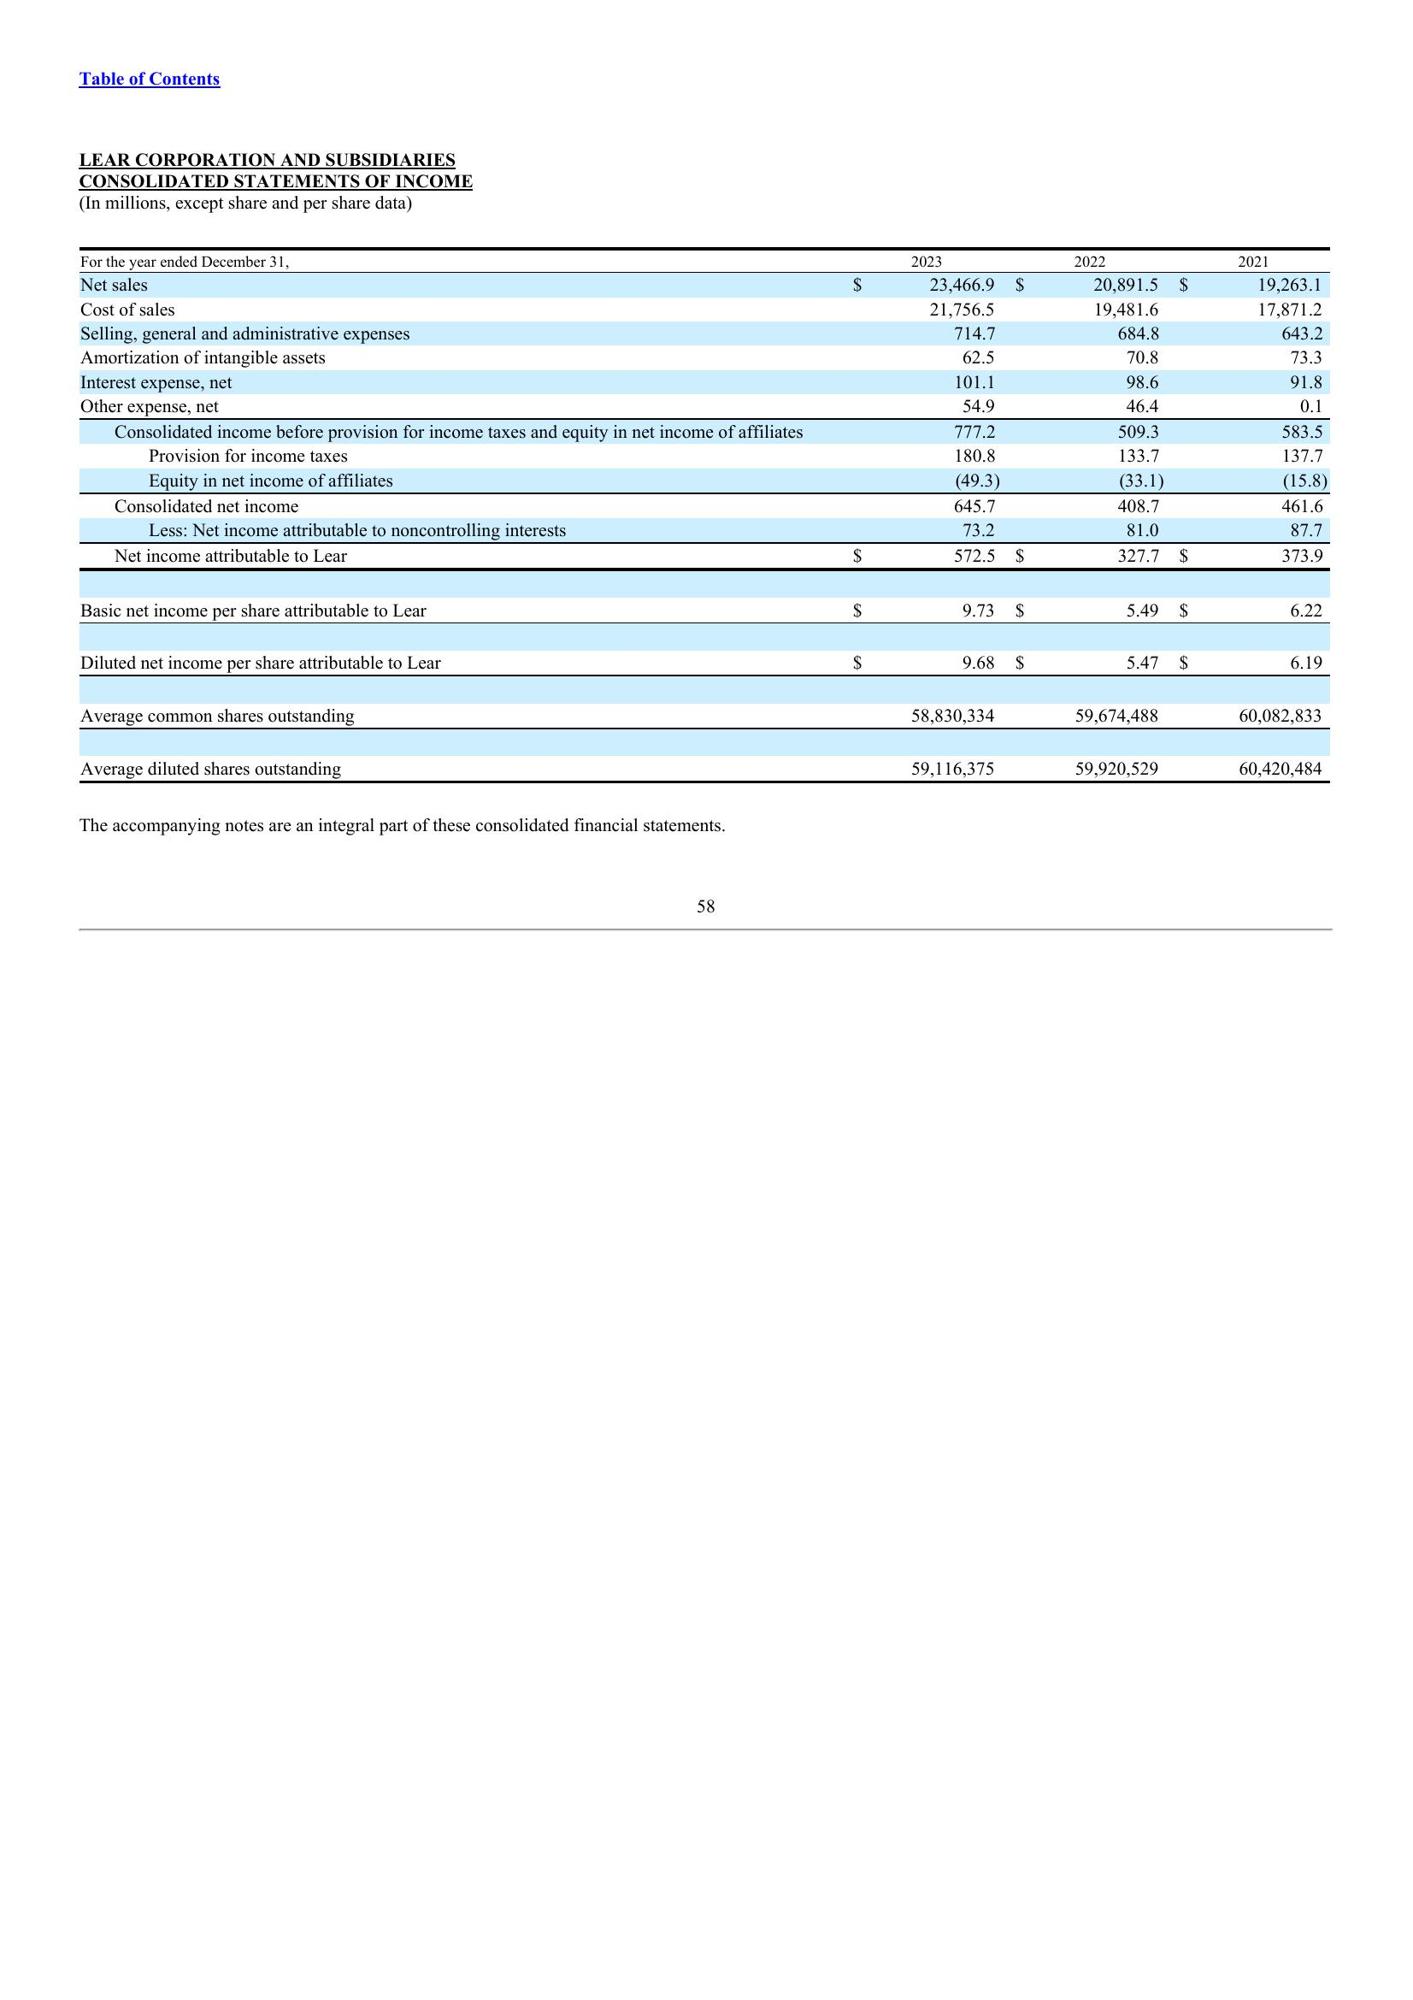 Table of Contents
LEAR CORPORATION AND SUBSIDIARIES
CONSOLIDATED STATEMENTS OF INCOME
(In millions, except share and per share data)
For the year ended December 31, 2023 2022 2021
Net sales $ 23,466.9 $ 20,891.5 $ 19,263.1
Cost of sales 21,756.5 19,481.6 17,871.2
Selling, general and administrative expenses 714.7 684.8 643.2
Amortization of intangible assets 62.5 70.8 73.3
Interest expense, net 101.1 98.6 91.8
Other expense, net 54.9 46.4 0.1
Consolidated income before provision for income taxes and equity in net income of affiliates 777.2 509.3 583.5
Provision for income taxes 180.8 133.7 137.7
Equity in net income of affiliates (49.3) (33.1) (15.8)
Consolidated net income 645.7 408.7 461.6
Less: Net income attributable to noncontrolling interests 73.2 81.0 87.7
Net income attributable to Lear $ 572.5 $ 327.7 $ 373.9
Basic net income per share attributable to Lear $ 9.73 $ 5.49 $ 6.22
Diluted net income per share attributable to Lear $ 9.68 $ 5.47 $ 6.19
Average common shares outstanding 58,830,334 59,674,488 60,082,833
Average diluted shares outstanding 59,116,375 59,920,529 60,420,484
The accompanying notes are an integral part of these consolidated financial statements.
58